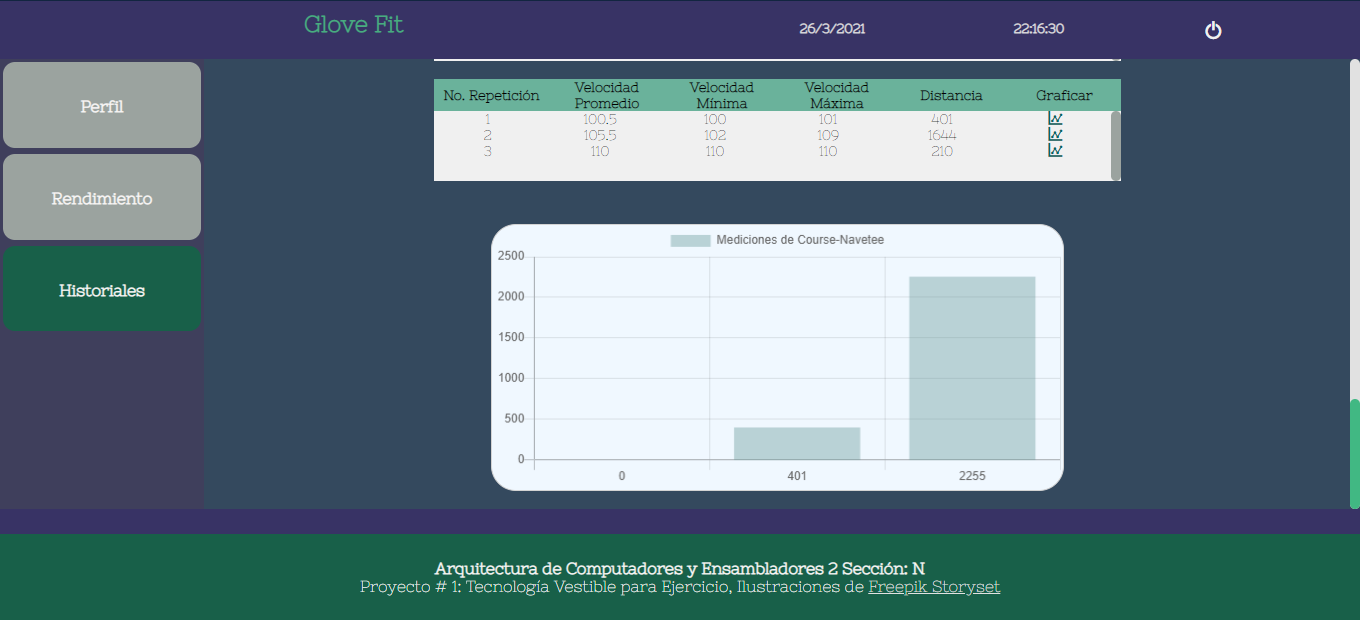 Glove Fit
26/3/2021
22:16:30
Perfil
Rendimiento
Historiales
No. Repetición Velocidad Promedio Velocidad Mínima Velocidad Máxima Distancia Graficar
1 100.5 100 101 401
2 105.5 102 109 1644
3 110 110 110 210
Mediciones de Course-Navetee
2500
2000
1500
1000
500
0
0 401 2255
Arquitectura de Computadores y Ensambladores 2 Sección: N
Proyecto # 1: Tecnología Vestible para Ejercicio, Ilustraciones de Freepik Storyset